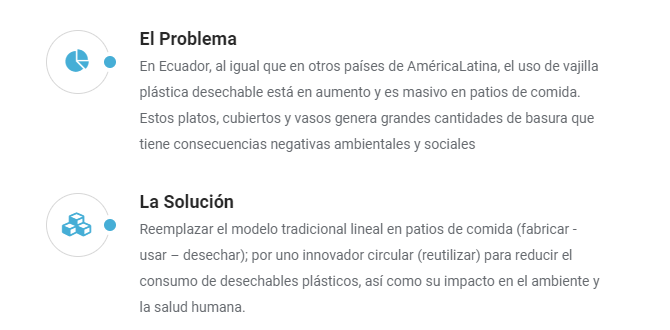 El Problema
En Ecuador, al igual que en otros países de AméricaLatina, el uso de vajilla
plástica desechable está en aumento y es masivo en patios de comida.
Estos platos, cubiertos y vasos genera grandes cantidades de basura que
tiene consecuencias negativas ambientales y sociales
La Solución
Reemplazar el modelo tradicional lineal en patios de comida (fabricar -
usar – desechar); por uno innovador circular (reutilizar) para reducir el
consumo de desechables plásticos, así como su impacto en el ambiente y
la salud humana.